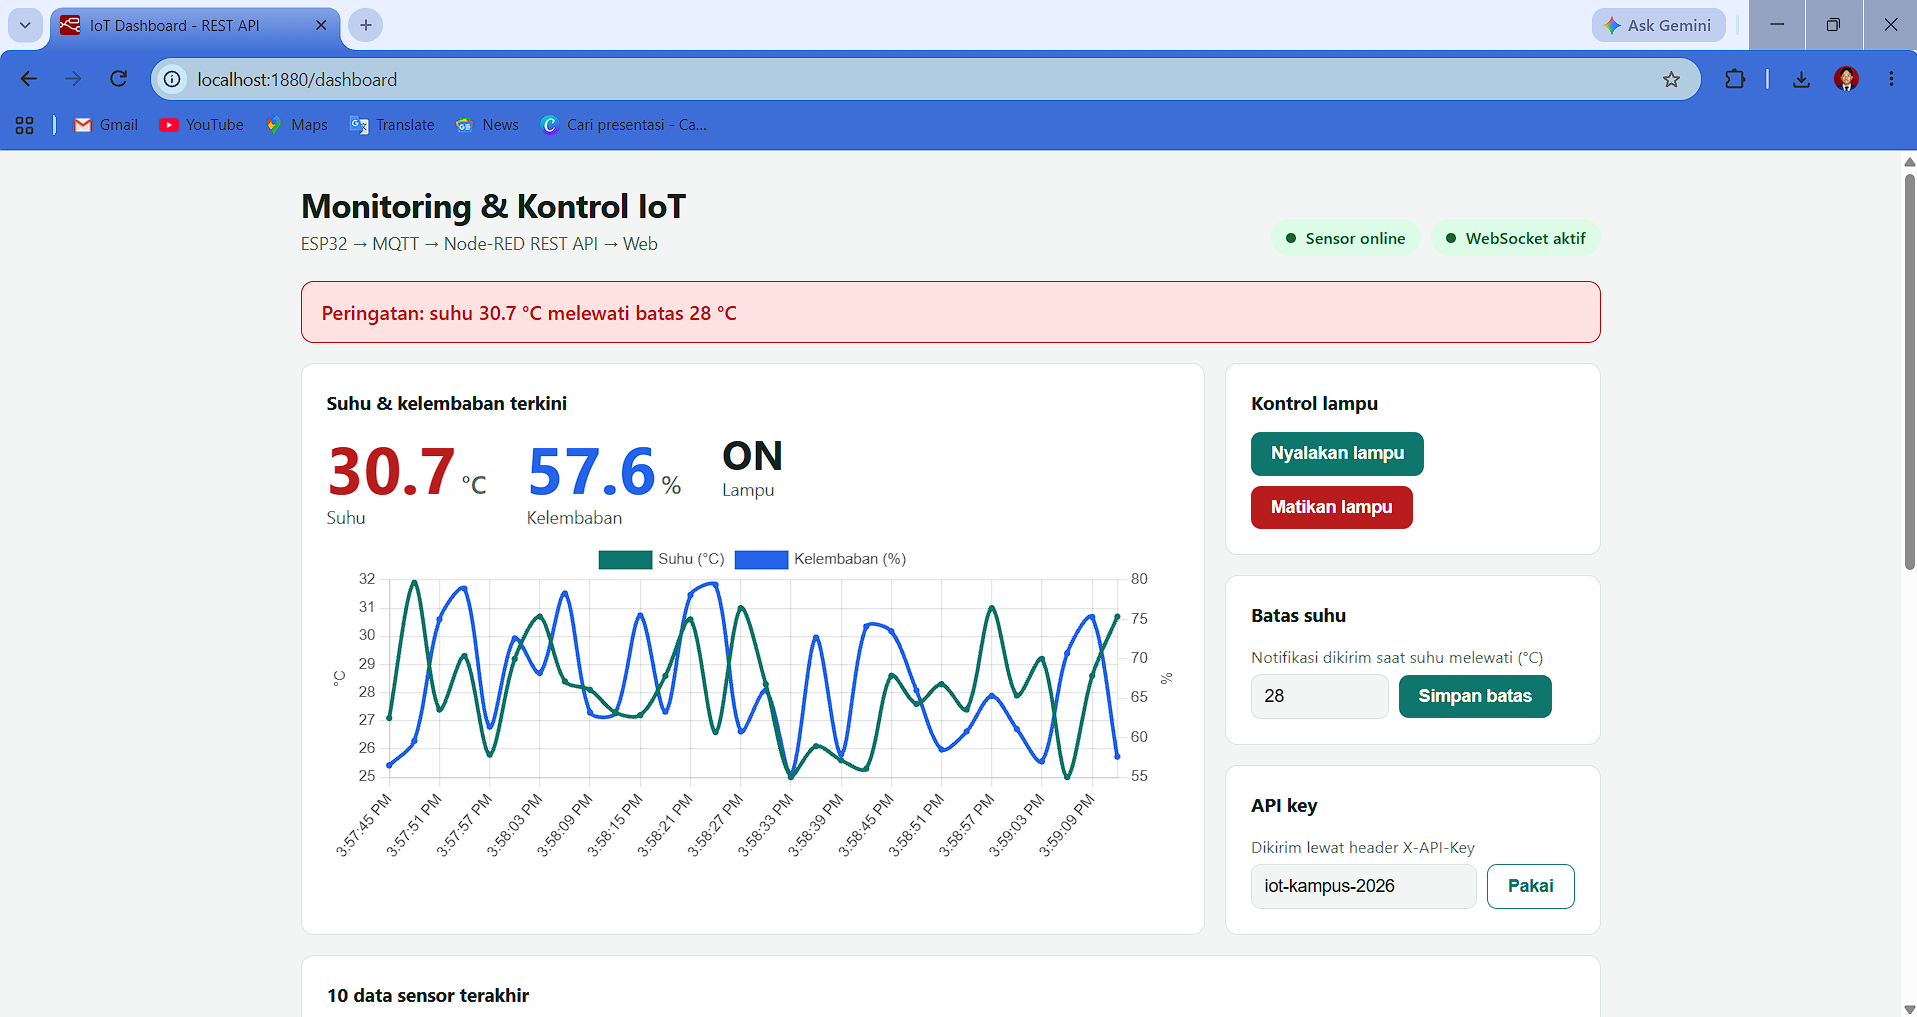 IoT Dashboard - REST API
Ask Gemini
localhost:1880/dashboard
Gmail
YouTube
Maps
Translate
News
Cari presentasi - Ca...
Monitoring & Kontrol IoT
ESP32 → MQTT → Node-RED REST API → Web
Sensor online
WebSocket aktif
Peringatan: suhu 30.7 °C melewati batas 28 °C
Suhu & kelembaban terkini
30.7 °C
Suhu
57.6 %
Kelembaban
ON
Lampu
Suhu (°C)
Kelembaban (%)
32
31
30
29
28
27
26
25
°C
80
75
70
65
60
55
%
3:57:45 PM
3:57:51 PM
3:57:57 PM
3:58:03 PM
3:58:09 PM
3:58:15 PM
3:58:21 PM
3:58:27 PM
3:58:33 PM
3:58:39 PM
3:58:45 PM
3:58:51 PM
3:58:57 PM
3:59:03 PM
3:59:09 PM
Kontrol lampu
Nyalakan lampu
Matikan lampu
Batas suhu
Notifikasi dikirim saat suhu melewati (°C)
28
Simpan batas
API key
Dikirim lewat header X-API-Key
iot-kampus-2026
Pakai
10 data sensor terakhir